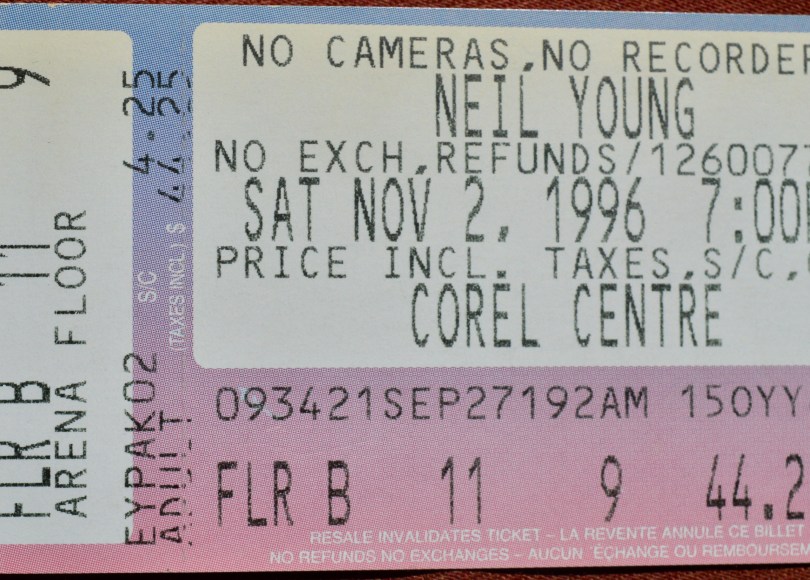 9
11
FLR B
ARENA FLOOR
4.25
S/C
44.25
(TAXES INCL.) $
EYPAK02
ADULT
NO CAMERAS,NO RECORDER
NEIL YOUNG
NO EXCH,REFUNDS/1260077
SAT NOV 2, 1996 7:00P
PRICE INCL. TAXES,S/C,
COREL CENTRE
093421SEP27192AM 150YY
FLR B 11 9 44.2
RESALE INVALIDATES TICKET – LA REVENTE ANNULE CE BILLET
NO REFUNDS NO EXCHANGES – AUCUN 'ÉCHANGE OU REMBOURSEM